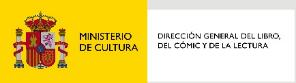 MINISTERIO
DE CULTURA
DIRECCIÓN GENERAL DEL LIBRO,
DEL CÓMIC Y DE LA LECTURA